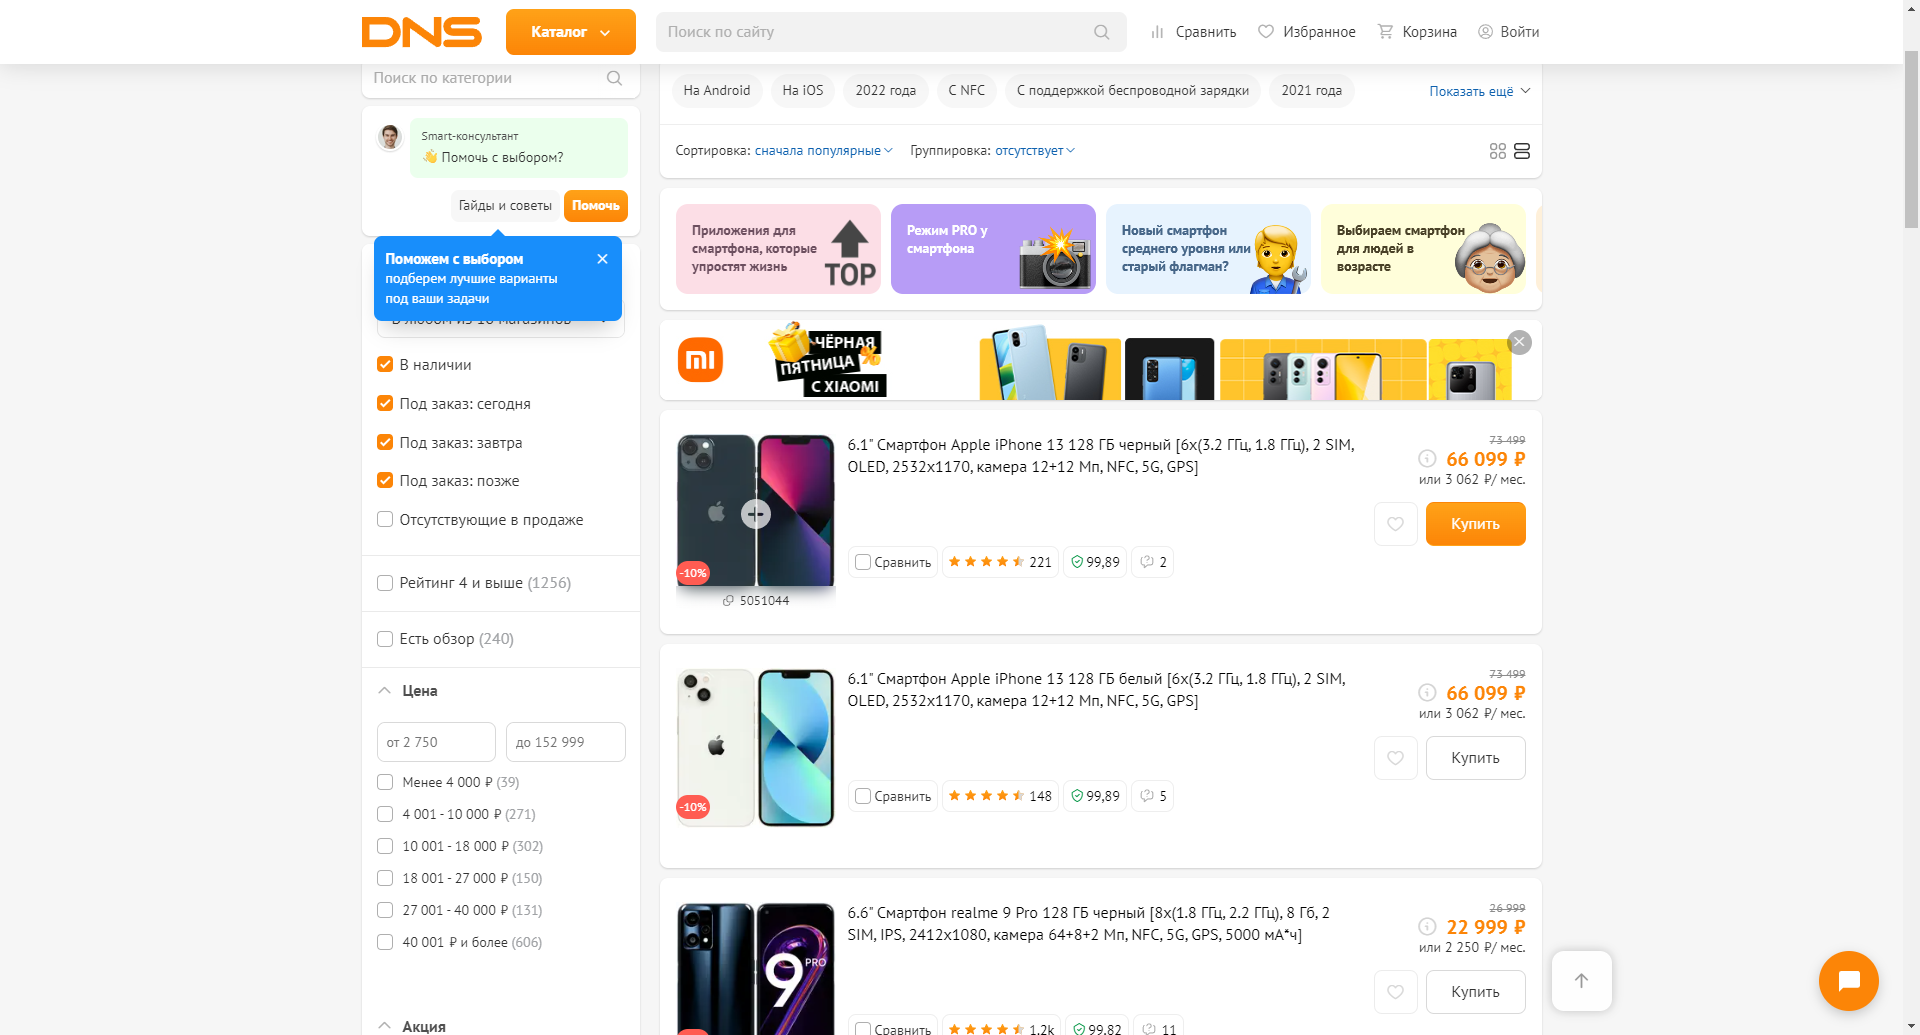 DNS
Каталог
Поиск по сайту
Сравнить
Избранное
Корзина
Войти
Поиск по категории
Smart-консультант
👋 Помочь с выбором?
Гайды и советы
Помочь
Поможем с выбором
подберем лучшие варианты
под ваши задачи
В наличии
Под заказ: сегодня
Под заказ: завтра
Под заказ: позже
Отсутствующие в продаже
Рейтинг 4 и выше (1256)
Есть обзор (240)
Цена
от 2 750
до 152 999
Менее 4 000 ₽ (39)
4 001 - 10 000 ₽ (271)
10 001 - 18 000 ₽ (302)
18 001 - 27 000 ₽ (150)
27 001 - 40 000 ₽ (131)
40 001 ₽ и более (606)
Акция
На Android
На iOS
2022 года
С NFC
С поддержкой беспроводной зарядки
2021 года
Показать ещё
Сортировка: сначала популярные
Группировка: отсутствует
Приложения для
смартфона, которые
упростят жизнь
TOP
Режим PRO у
смартфона
Новый смартфон
среднего уровня или
старый флагман?
Выбираем смартфон
для людей в
возрасте
mi
ЧЁРНАЯ
ПЯТНИЦА
С XIAOMI
6.1" Смартфон Apple iPhone 13 128 ГБ черный [6x(3.2 ГГц, 1.8 ГГц), 2 SIM,
OLED, 2532x1170, камера 12+12 Мп, NFC, 5G, GPS]
73 499
66 099 ₽
или 3 062 ₽/ мес.
Купить
-10%
Сравнить
221
99,89
2
5051044
6.1" Смартфон Apple iPhone 13 128 ГБ белый [6x(3.2 ГГц, 1.8 ГГц), 2 SIM,
OLED, 2532x1170, камера 12+12 Мп, NFC, 5G, GPS]
73 499
66 099 ₽
или 3 062 ₽/ мес.
Купить
-10%
Сравнить
148
99,89
5
6.6" Смартфон realme 9 Pro 128 ГБ черный [8x(1.8 ГГц, 2.2 ГГц), 8 Гб, 2
SIM, IPS, 2412x1080, камера 64+8+2 Мп, NFC, 5G, GPS, 5000 мА*ч]
26 999
22 999 ₽
или 2 250 ₽/ мес.
Купить
9 PRO
Сравнить
1.2k
99,82
11